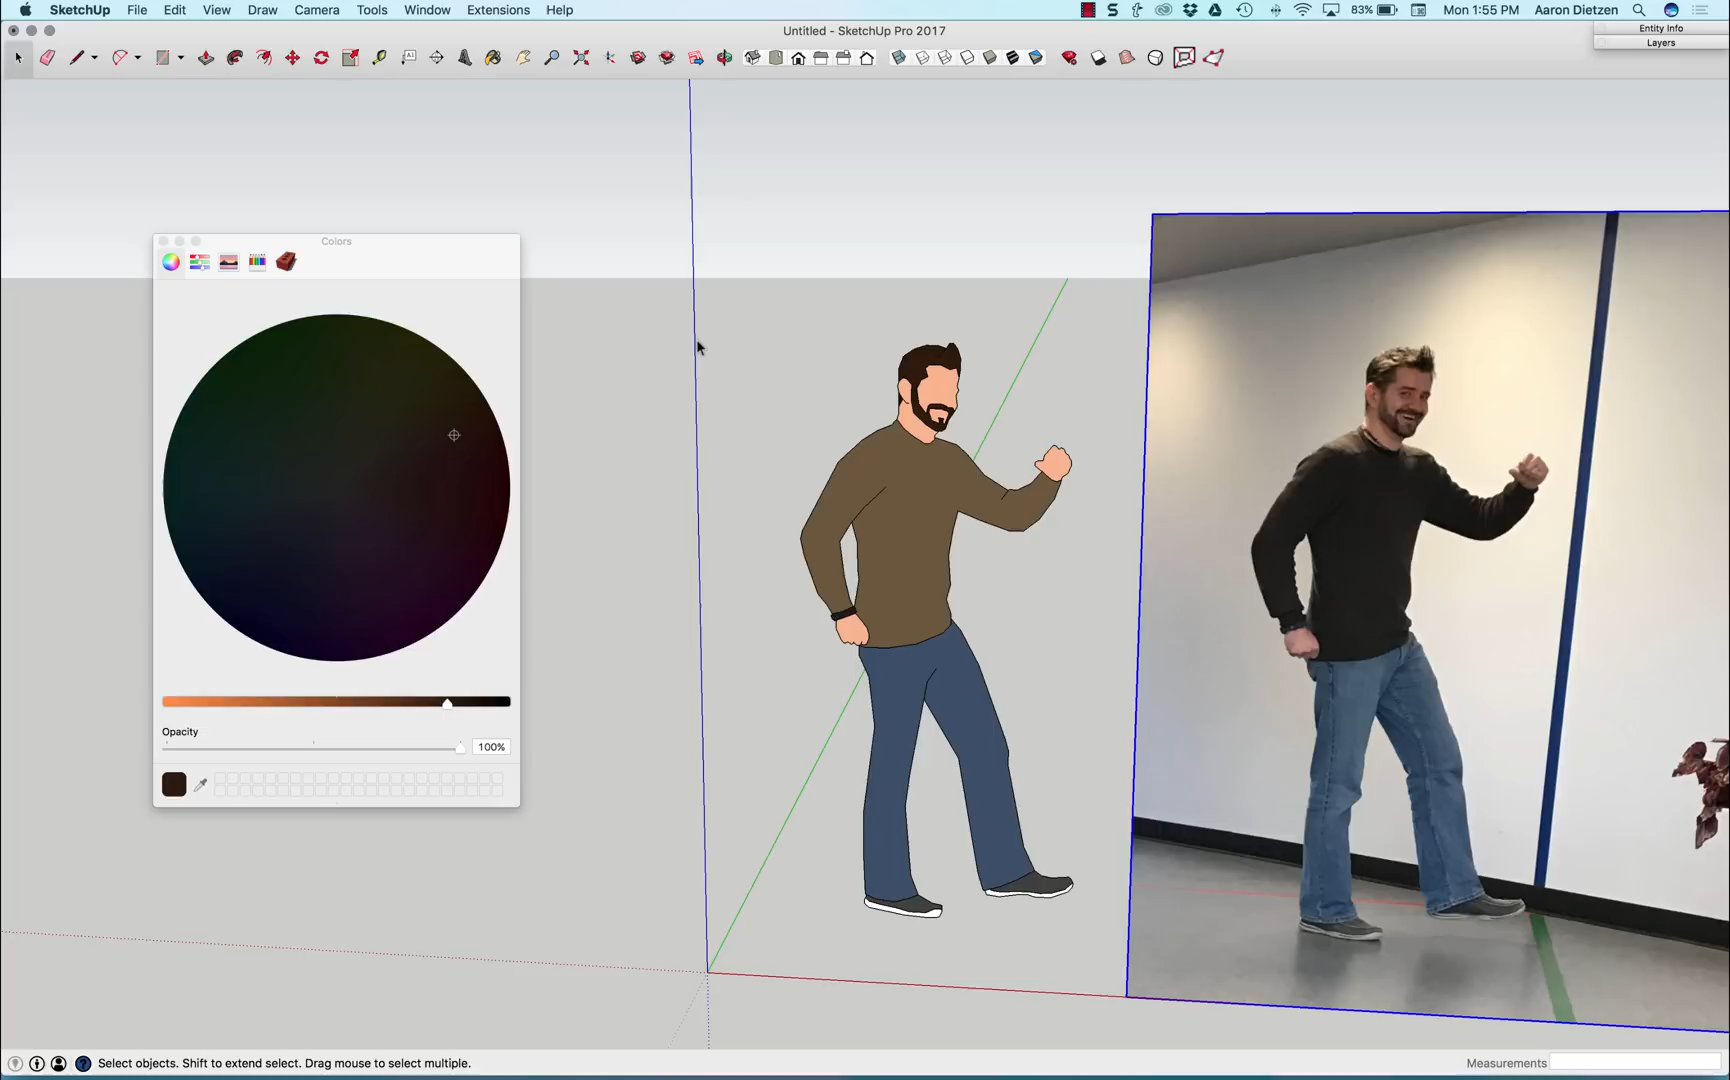 SketchUp File Edit View Draw Camera Tools Window Extensions Help 83% Mon 1:55 PM Aaron Dietzen
Untitled - SketchUp Pro 2017
Entity Info
Layers
Colors
Opacity
100%
Select objects. Shift to extend select. Drag mouse to select multiple.
Measurements